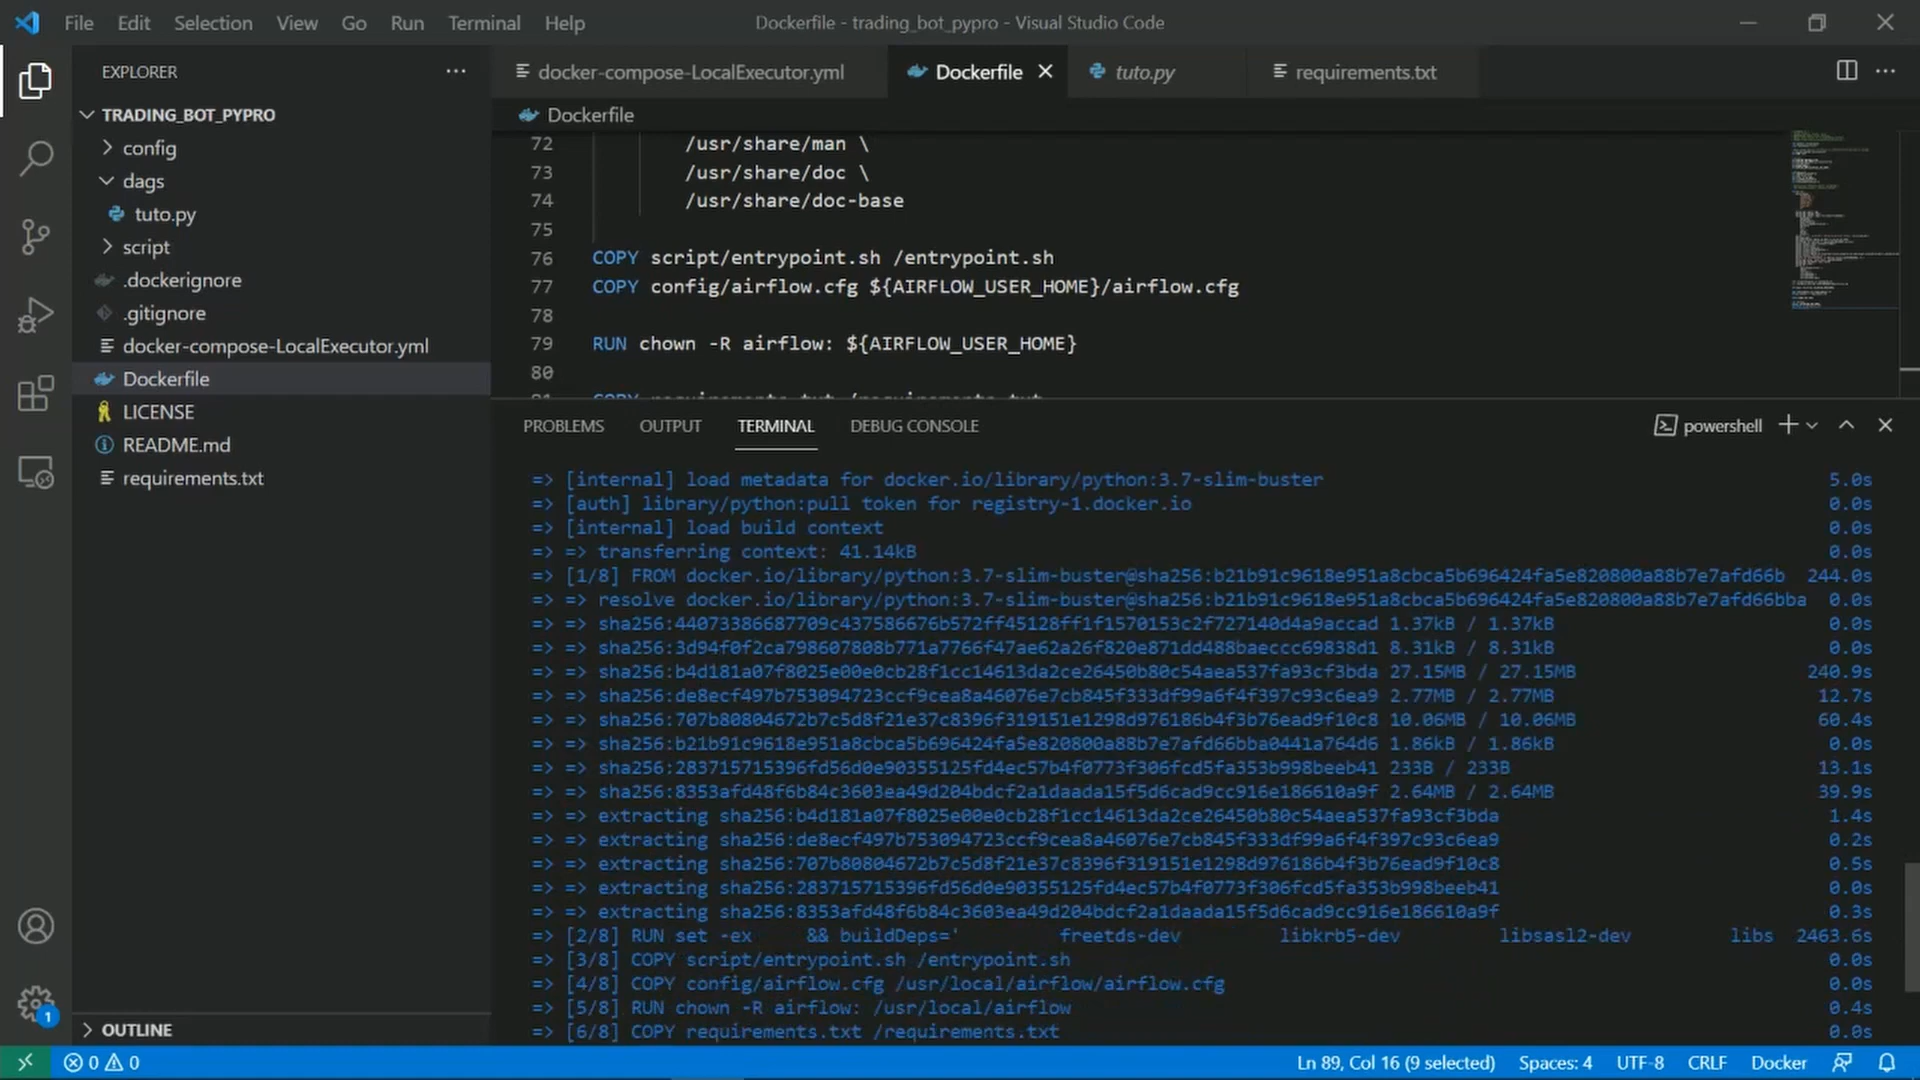 File Edit Selection View Go Run Terminal Help
Dockerfile - trading_bot_pypro - Visual Studio Code
EXPLORER
TRADING_BOT_PYPRO
config
dags
tuto.py
script
.dockerignore
.gitignore
docker-compose-LocalExecutor.yml
Dockerfile
LICENSE
README.md
requirements.txt
OUTLINE
docker-compose-LocalExecutor.yml Dockerfile tuto.py requirements.txt
Dockerfile
72 /usr/share/man \
73 /usr/share/doc \
74 /usr/share/doc-base
75
76 COPY script/entrypoint.sh /entrypoint.sh
77 COPY config/airflow.cfg ${AIRFLOW_USER_HOME}/airflow.cfg
78
79 RUN chown -R airflow: ${AIRFLOW_USER_HOME}
80
81 COPY requirements.txt /requirements.txt
PROBLEMS OUTPUT TERMINAL DEBUG CONSOLE powershell
=> [internal] load metadata for docker.io/library/python:3.7-slim-buster 5.0s
=> [auth] library/python:pull token for registry-1.docker.io 0.0s
=> [internal] load build context 0.0s
=> => transferring context: 41.14kB 0.0s
=> [1/8] FROM docker.io/library/python:3.7-slim-buster@sha256:b21b91c9618e951a8cbca5b696424fa5e820800a88b7e7afd66b 244.0s
=> => resolve docker.io/library/python:3.7-slim-buster@sha256:b21b91c9618e951a8cbca5b696424fa5e820800a88b7e7afd66bba 0.0s
=> => sha256:44073386687709c437586676b572ff45128ff1f1570153c2f727140d4a9accad 1.37kB / 1.37kB 0.0s
=> => sha256:3d94f0f2ca798607808b771a7766f47ae62a26f820e871dd488baeccc69838d1 8.31kB / 8.31kB 0.0s
=> => sha256:b4d181a07f8025e00e0cb28f1cc14613da2ce26450b80c54aea537fa93cf3bda 27.15MB / 27.15MB 240.9s
=> => sha256:de8ecf497b753094723ccf9cea8a46076e7cb845f333df99a6f4f397c93c6ea9 2.77MB / 2.77MB 12.7s
=> => sha256:707b80804672b7c5d8f21e37c8396f319151e1298d976186b4f3b76ead9f10c8 10.06MB / 10.06MB 60.4s
=> => sha256:b21b91c9618e951a8cbca5b696424fa5e820800a88b7e7afd66bba0441a764d6 1.86kB / 1.86kB 0.0s
=> => sha256:283715715396fd56d0e90355125fd4ec57b4f0773f306fcd5fa353b998beeb41 233B / 233B 13.1s
=> => sha256:8353afd48f6b84c3603ea49d204bdcf2a1daada15f5d6cad9cc916e186610a9f 2.64MB / 2.64MB 39.9s
=> => extracting sha256:b4d181a07f8025e00e0cb28f1cc14613da2ce26450b80c54aea537fa93cf3bda 1.4s
=> => extracting sha256:de8ecf497b753094723ccf9cea8a46076e7cb845f333df99a6f4f397c93c6ea9 0.2s
=> => extracting sha256:707b80804672b7c5d8f21e37c8396f319151e1298d976186b4f3b76ead9f10c8 0.5s
=> => extracting sha256:283715715396fd56d0e90355125fd4ec57b4f0773f306fcd5fa353b998beeb41 0.0s
=> => extracting sha256:8353afd48f6b84c3603ea49d204bdcf2a1daada15f5d6cad9cc916e186610a9f 0.3s
=> [2/8] RUN set -ex && buildDeps=' freetds-dev libkrb5-dev libsasl2-dev libs 2463.6s
=> [3/8] COPY script/entrypoint.sh /entrypoint.sh 0.0s
=> [4/8] COPY config/airflow.cfg /usr/local/airflow/airflow.cfg 0.0s
=> [5/8] RUN chown -R airflow: /usr/local/airflow 0.4s
=> [6/8] COPY requirements.txt /requirements.txt 0.0s
1
0 0 Ln 89, Col 16 (9 selected) Spaces: 4 UTF-8 CRLF Docker